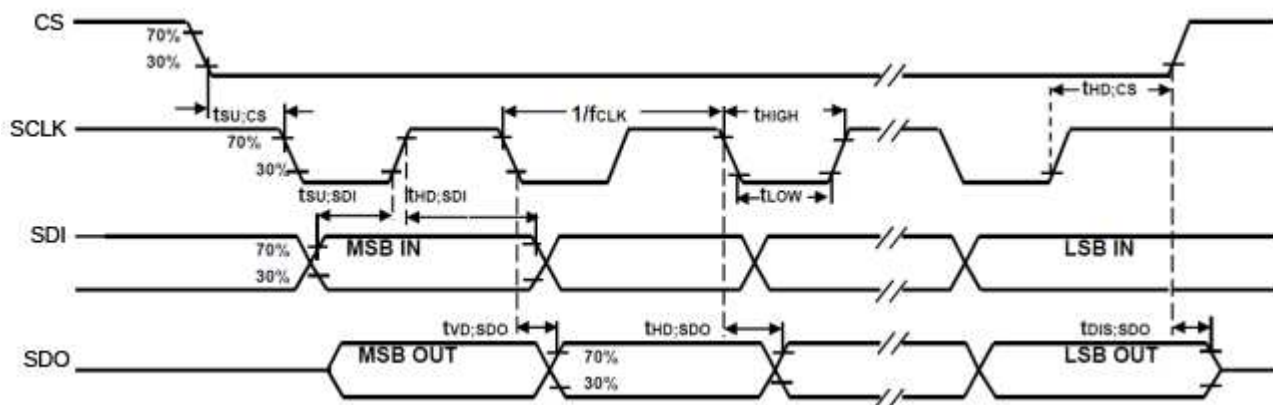 CS
70%
30%
tHD;CS
tSU;CS
1/fCLK
tHIGH
SCLK
70%
30%
tSU;SDI
tHD;SDI
tLOW
SDI
70%
MSB IN
LSB IN
30%
tVD;SDO
tHD;SDO
tDIS;SDO
SDO
MSB OUT
70%
LSB OUT
30%